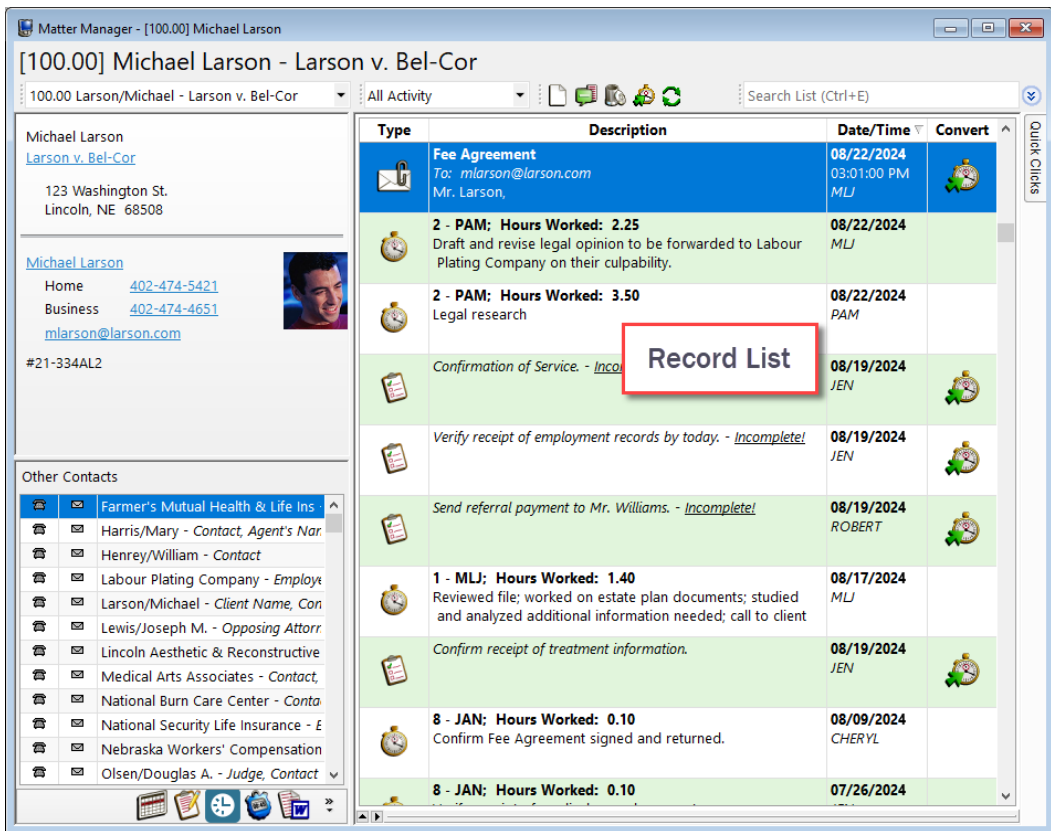 Matter Manager - [100.00] Michael Larson
[100.00] Michael Larson - Larson v. Bel-Cor
100.00 Larson/Michael - Larson v. Bel-Cor
All Activity
Search List (Ctrl+E)
Michael Larson
Larson v. Bel-Cor
123 Washington St.
Lincoln, NE 68508
Michael Larson
Home 402-474-5421
Business 402-474-4651
mlarson@larson.com
#21-334AL2
Other Contacts
Farmer's Mutual Health & Life Ins -
Harris/Mary - Contact, Agent's
Henrey/William - Contact
Labour Plating Company -
Larson/Michael - Client Name,
Lewis/Joseph M. - Opposing
Lincoln Aesthetic & Reconstructive
Medical Arts Associates - Contact,
National Burn Care Center -
National Security Life Insurance -
Nebraska Workers' Compensation
Olsen/Douglas A. - Judge, Contact
Type Description Date/Time Convert
Fee Agreement 08/22/2024
To: mlarson@larson.com 03:01:00 PM
Mr. Larson, MLJ
2 - PAM; Hours Worked: 2.25 08/22/2024
Draft and revise legal opinion to be forwarded to Labour MLJ
Plating Company on their culpability.
2 - PAM; Hours Worked: 3.50 08/22/2024
Legal research PAM
Record List
Confirmation of Service. - 08/19/2024
JEN
Verify receipt of employment records by today. - Incomplete! 08/19/2024
JEN
Send referral payment to Mr. Williams. - Incomplete! 08/19/2024
ROBERT
1 - MLJ; Hours Worked: 1.40 08/17/2024
Reviewed file; worked on estate plan documents; studied MLJ
and analyzed additional information needed; call to client
Confirm receipt of treatment information. 08/19/2024
JEN
8 - JAN; Hours Worked: 0.10 08/09/2024
Confirm Fee Agreement signed and returned. CHERYL
8 - JAN; Hours Worked: 0.10 07/26/2024
Quick Clicks